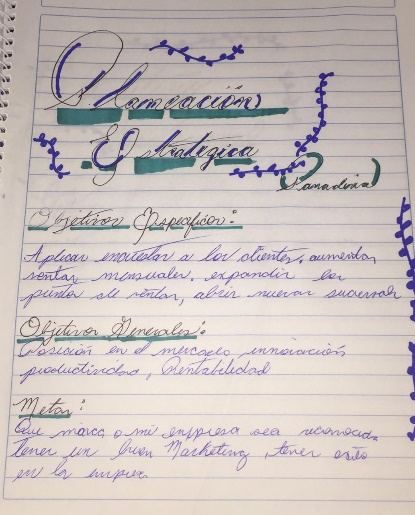 Planeación
Estratégica
Panaderia
Objetivos Específicos:
Aplicar encuestas a los clientes, aumentar
ventas mensuales, expandir los
puntos de ventas, abrir nuevas sucursales
Objetivos Generales:
Posición en el mercado innovación
productividad, Rentabilidad
Metas:
Que marca o mi empresa sea reconocida
tener un buen Marketing, tener exito
en la empresa